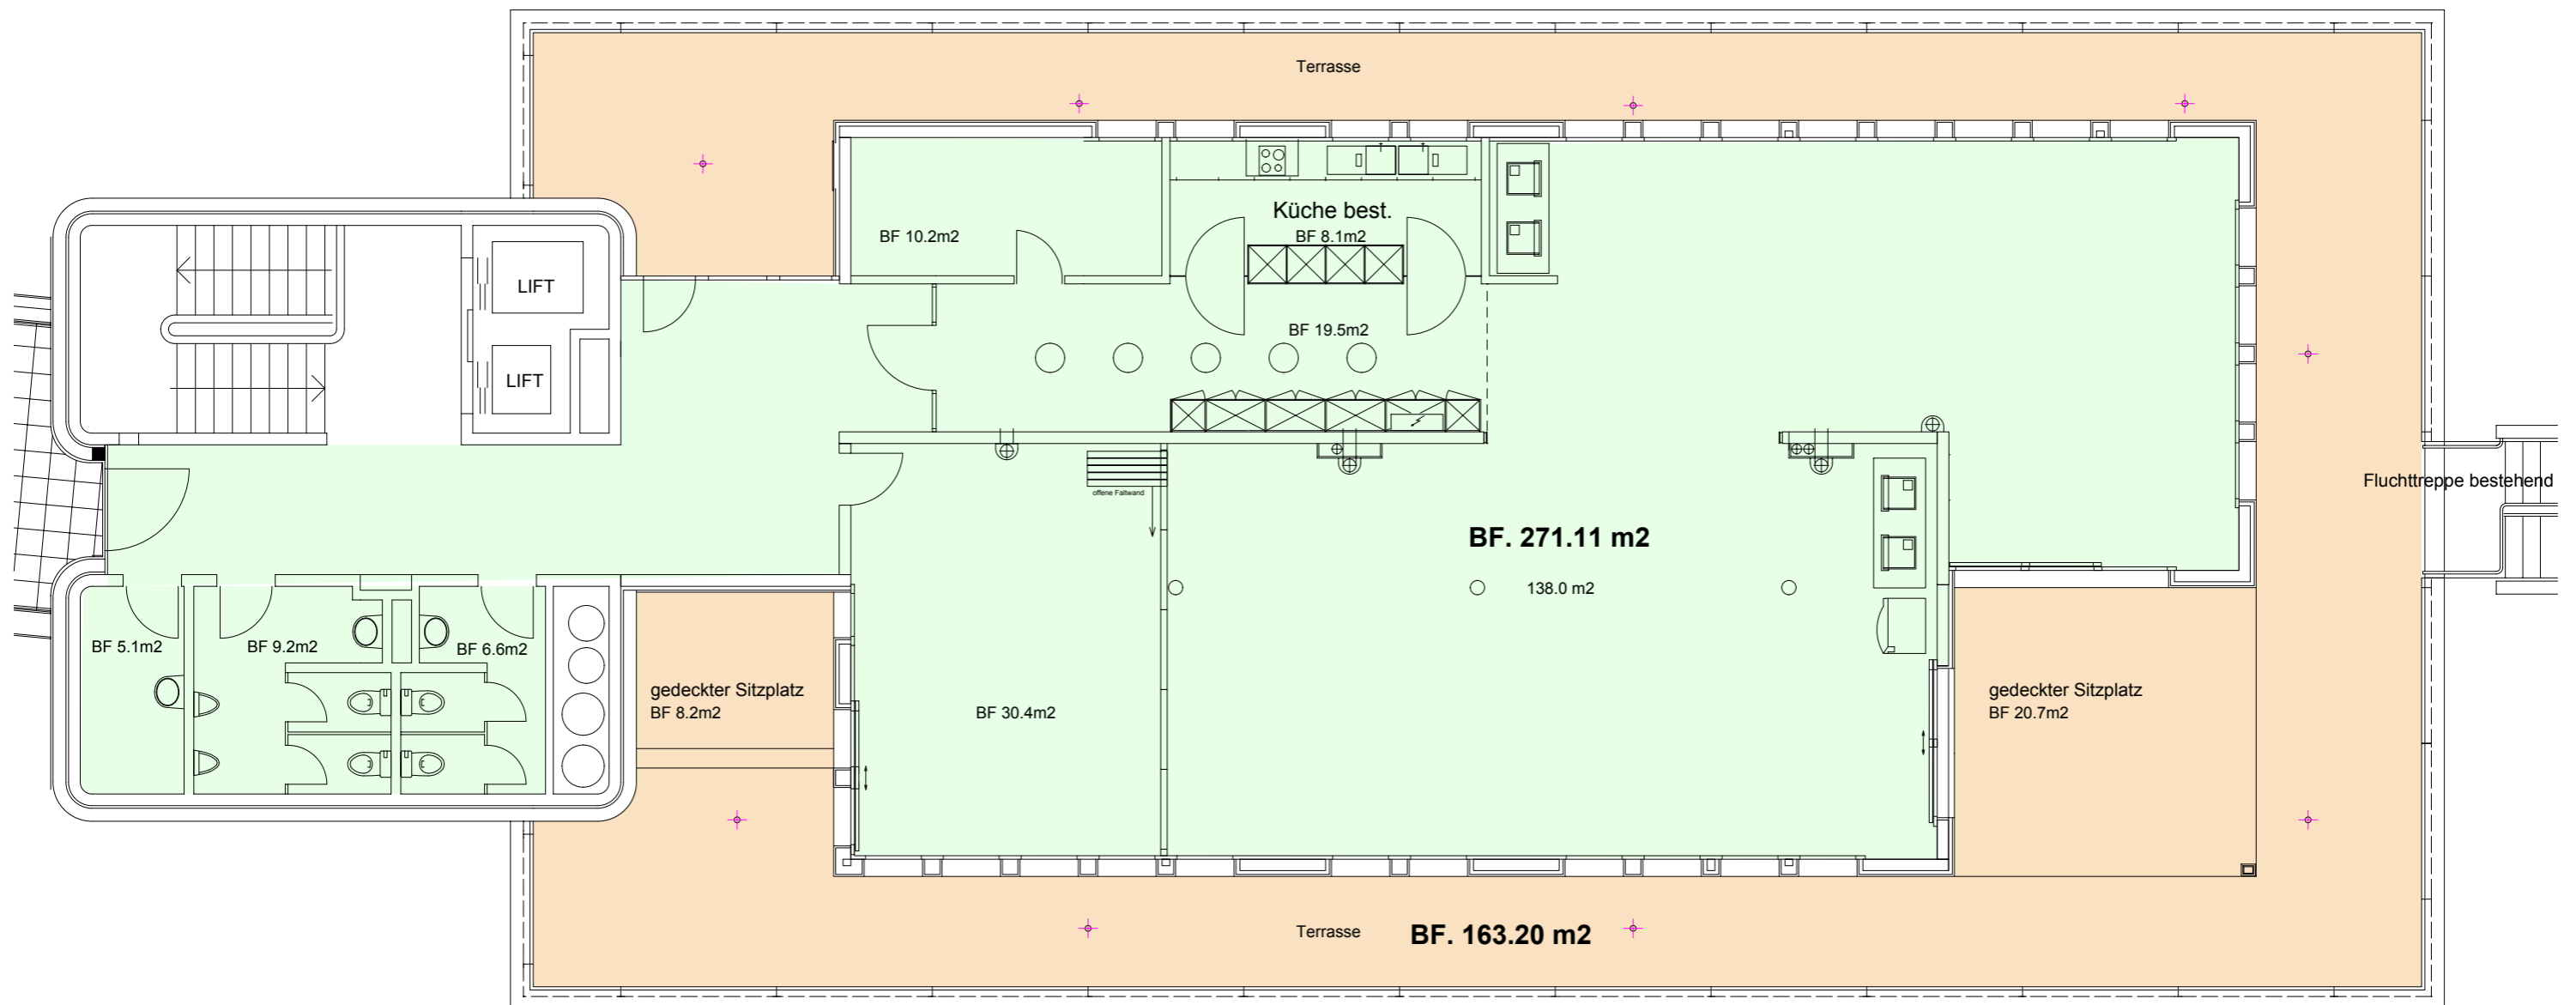 Terrasse
Küche best.
BF 10.2m2
BF 8.1m2
LIFT
BF 19.5m2
LIFT
Fluchttreppe bestehend
offene Faltwand
BF. 271.11 m2
138.0 m2
BF 5.1m2
BF 9.2m2
BF 6.6m2
gedeckter Sitzplatz
BF 8.2m2
BF 30.4m2
gedeckter Sitzplatz
BF 20.7m2
Terrasse
BF. 163.20 m2